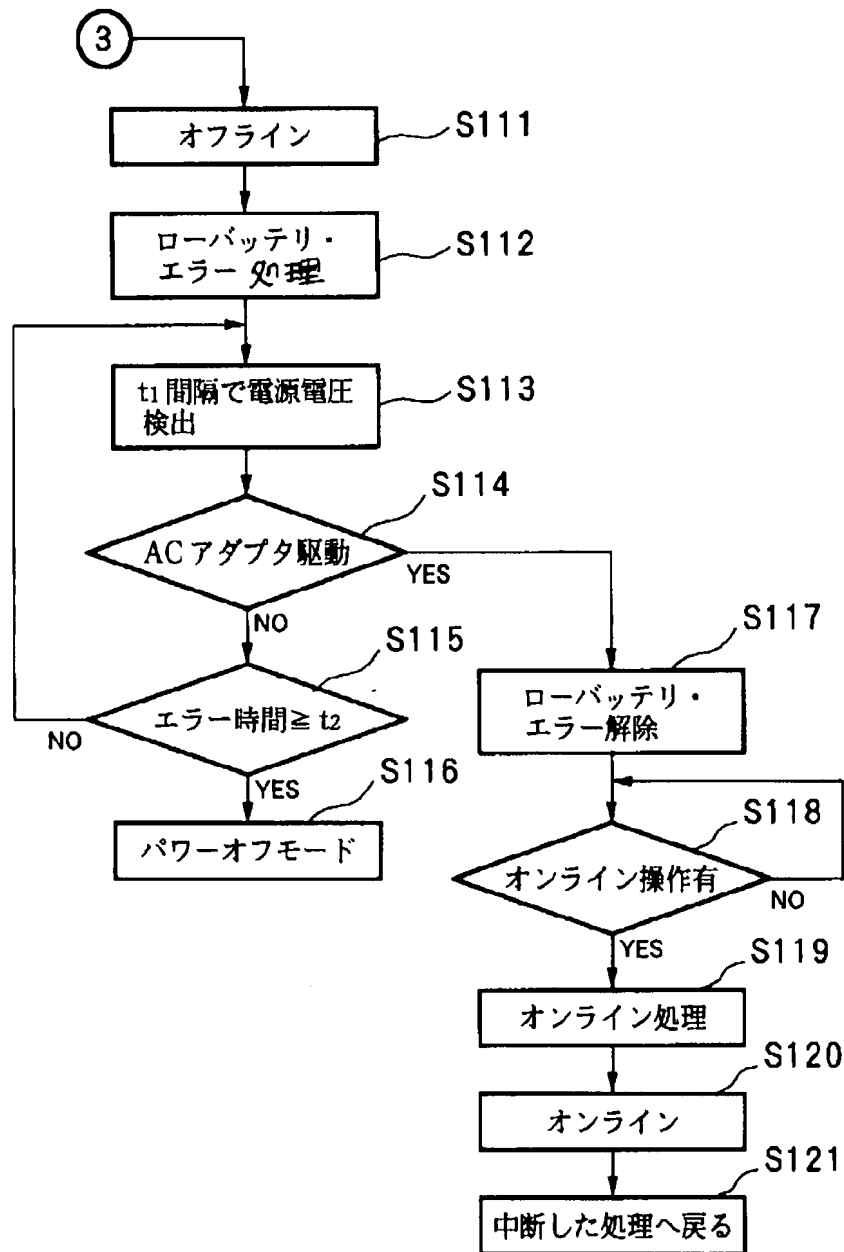 3
オフライン
S111
ローバッテリ・
エラー 処理
S112
t1間隔で電源電圧
検出
S113
S114
ACアダプタ駆動
YES
NO
S115
エラー時間≧t2
NO
YES
S116
パワーオフモード
S117
ローバッテリ・
エラー解除
S118
オンライン操作有
NO
YES
S119
オンライン処理
S120
オンライン
S121
中断した処理へ戻る